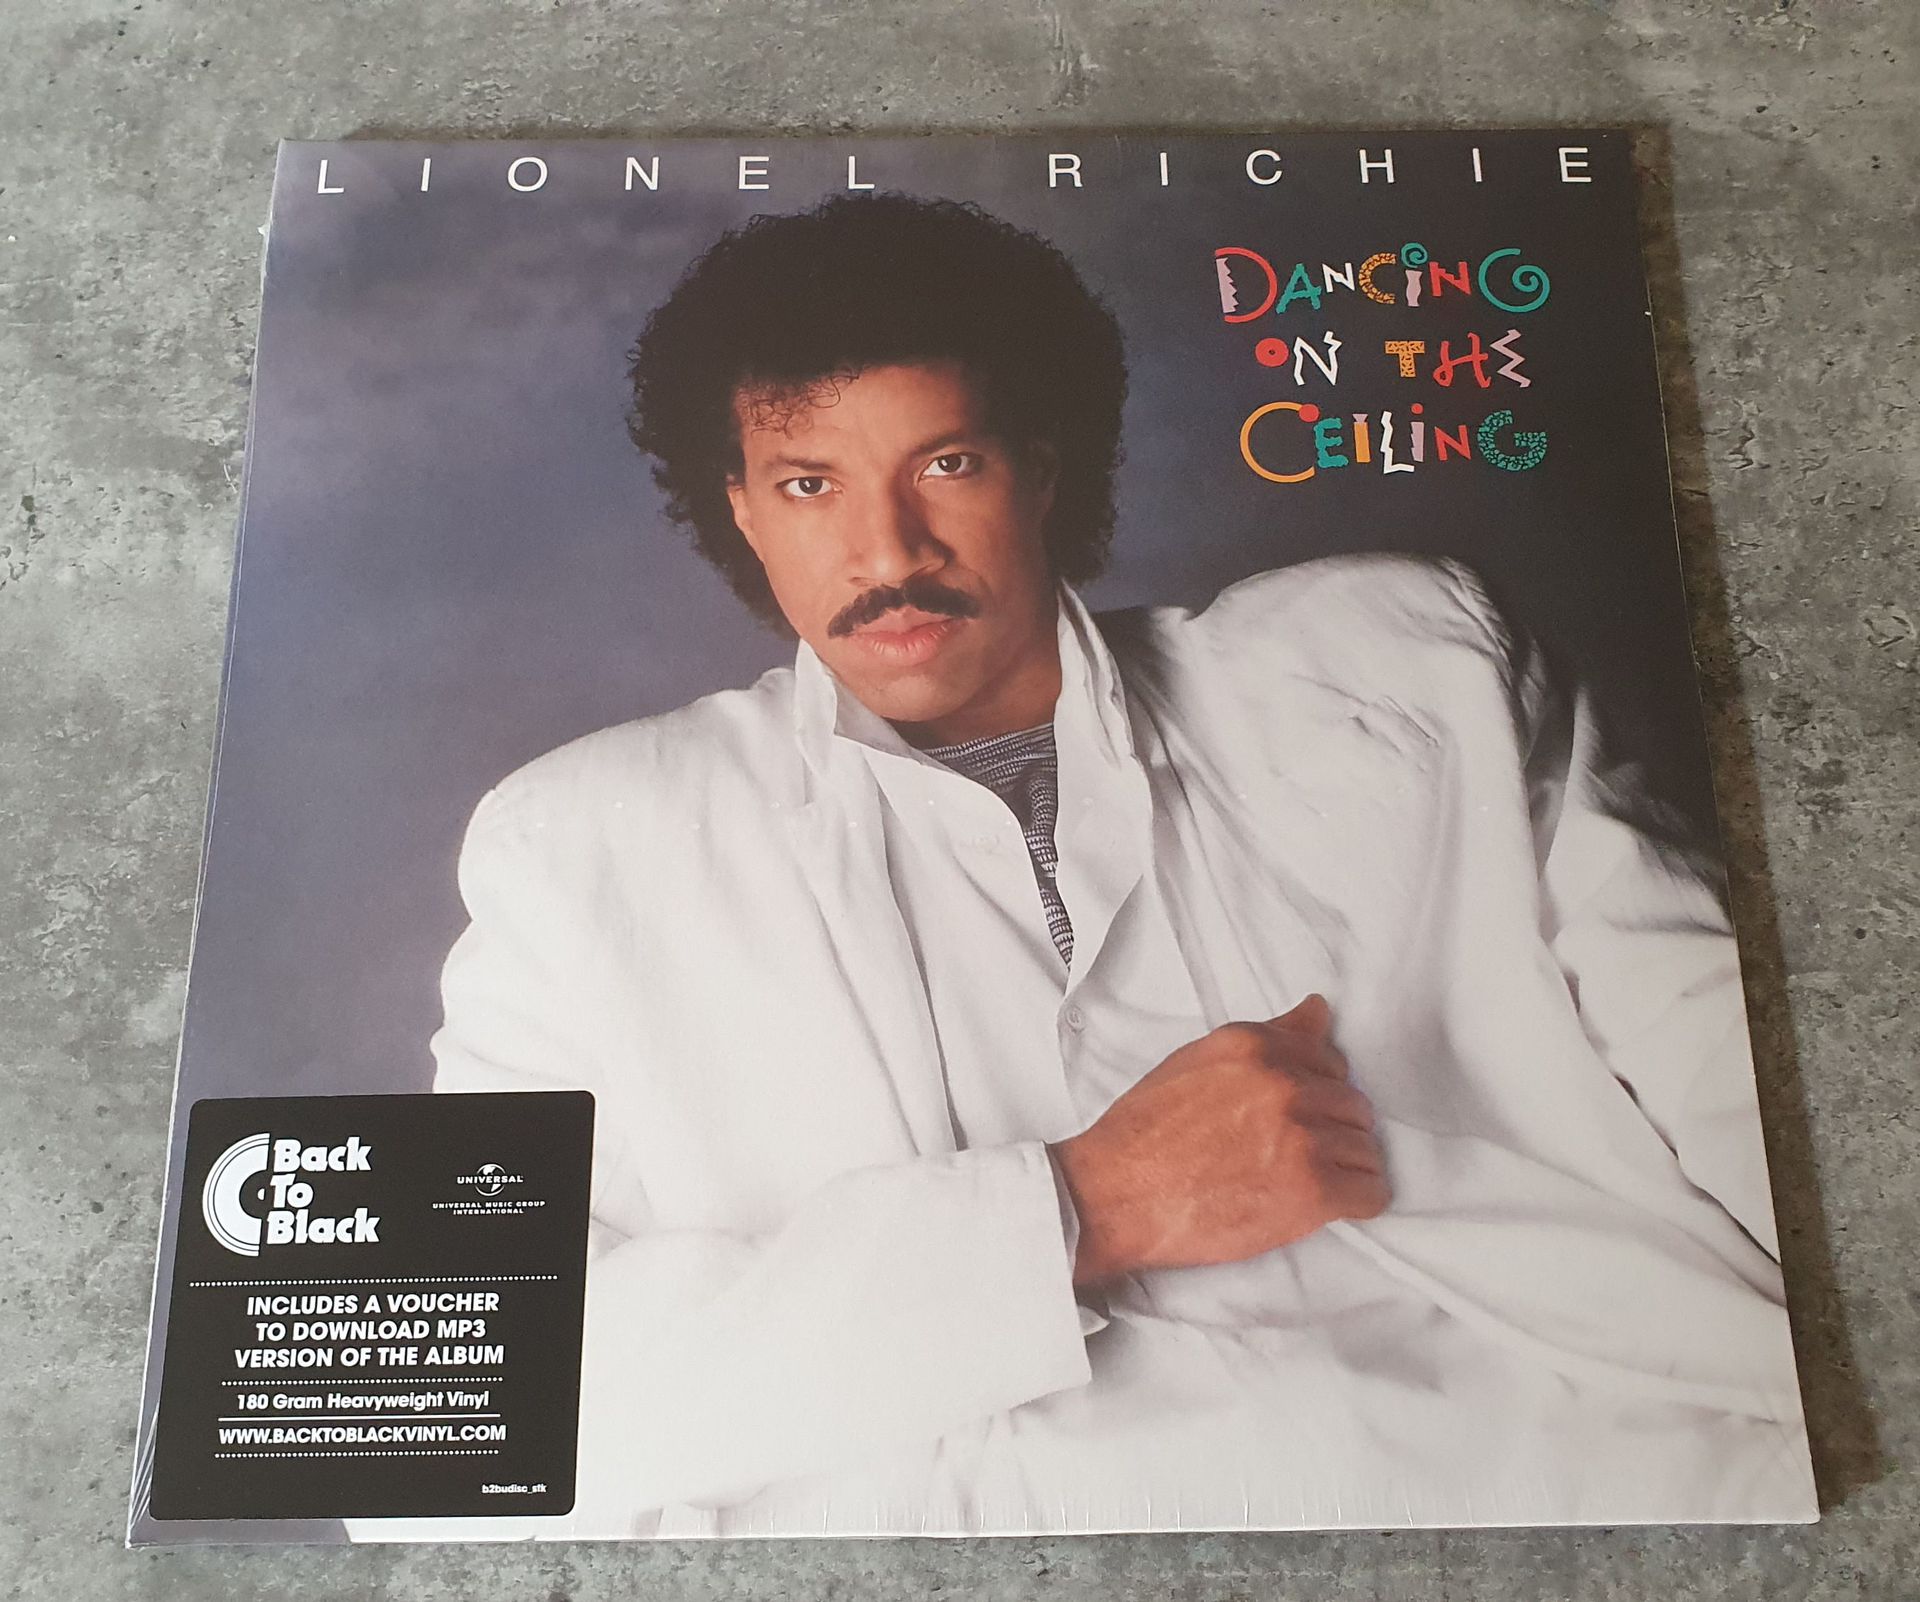 LIONEL RICHIE
DANCING
ON THE
CEILING
Back
To
Black
UNIVERSAL
UNIVERSAL MUSIC GROUP
INTERNATIONAL
INCLUDES A VOUCHER
TO DOWNLOAD MP3
VERSION OF THE ALBUM
180 Gram Heavyweight Vinyl
WWW.BACKTOBLACKVINYL.COM
b2budisc_stk